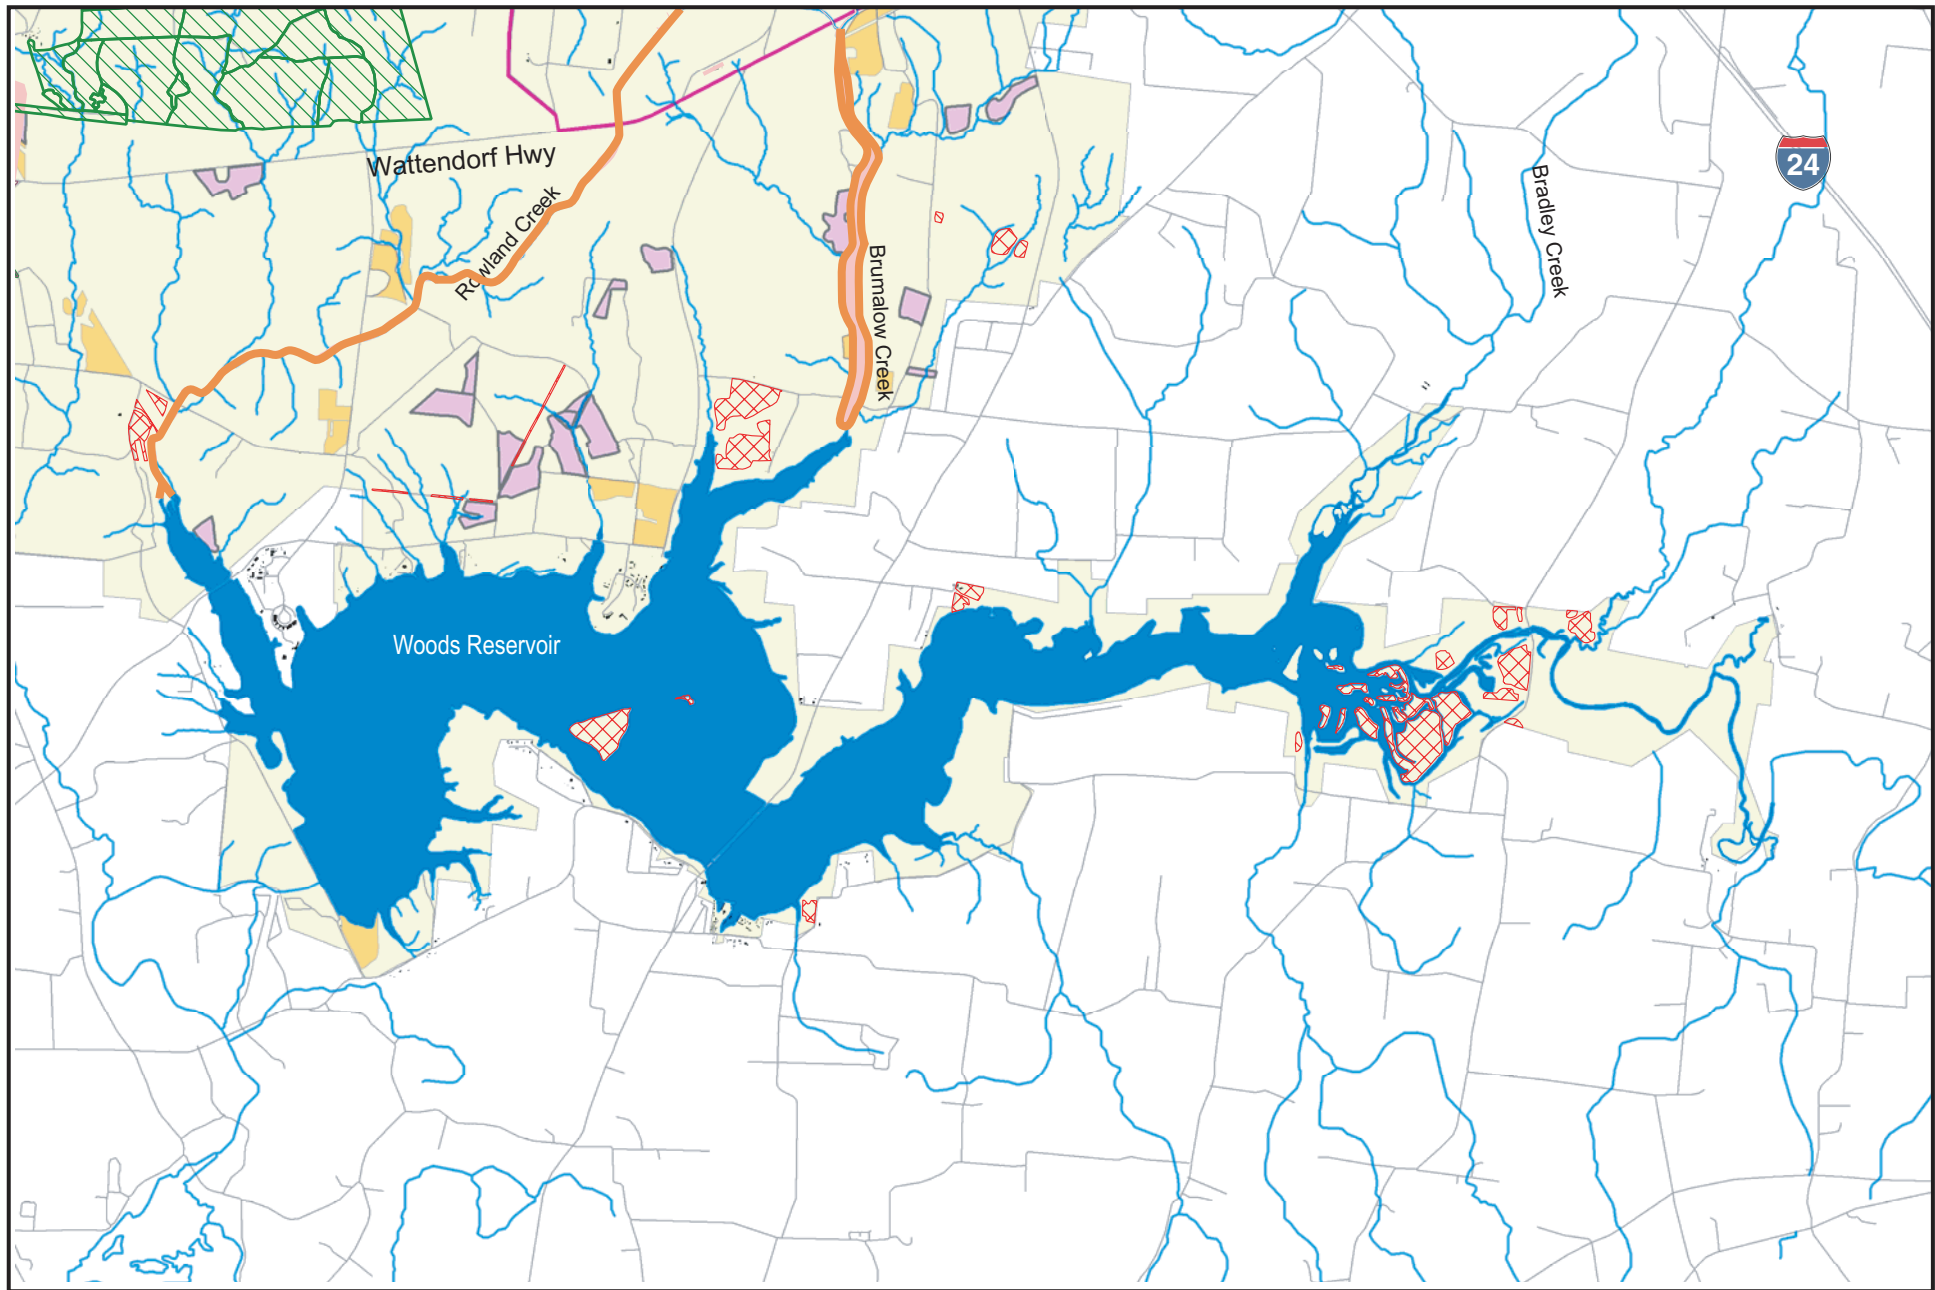 Wattendorf Hwy
24
Bradley Creek
Rowland Creek
Brumalow Creek
Woods Reservoir